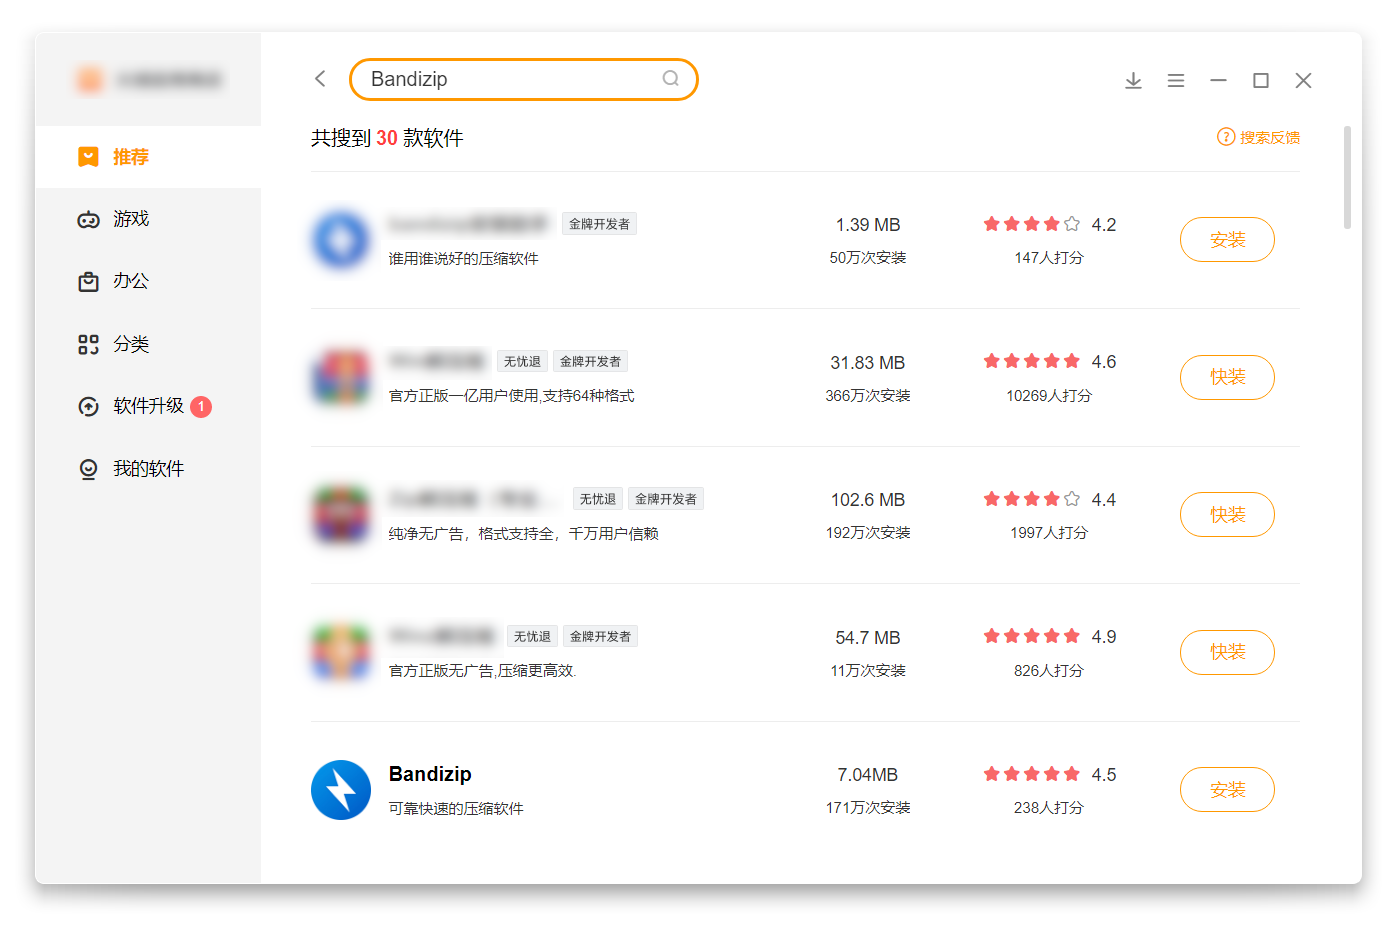 Bandizip
共搜到 30 款软件
搜索反馈
推荐
游戏
办公
分类
软件升级 1
我的软件
金牌开发者
谁用谁说好的压缩软件
1.39 MB
50万次安装
4.2
147人打分
安装
无忧退 金牌开发者
官方正版一亿用户使用,支持64种格式
31.83 MB
366万次安装
4.6
10269人打分
快装
无忧退 金牌开发者
纯净无广告，格式支持全，千万用户信赖
102.6 MB
192万次安装
4.4
1997人打分
快装
无忧退 金牌开发者
官方正版无广告,压缩更高效.
54.7 MB
11万次安装
4.9
826人打分
快装
Bandizip
可靠快速的压缩软件
7.04MB
171万次安装
4.5
238人打分
安装